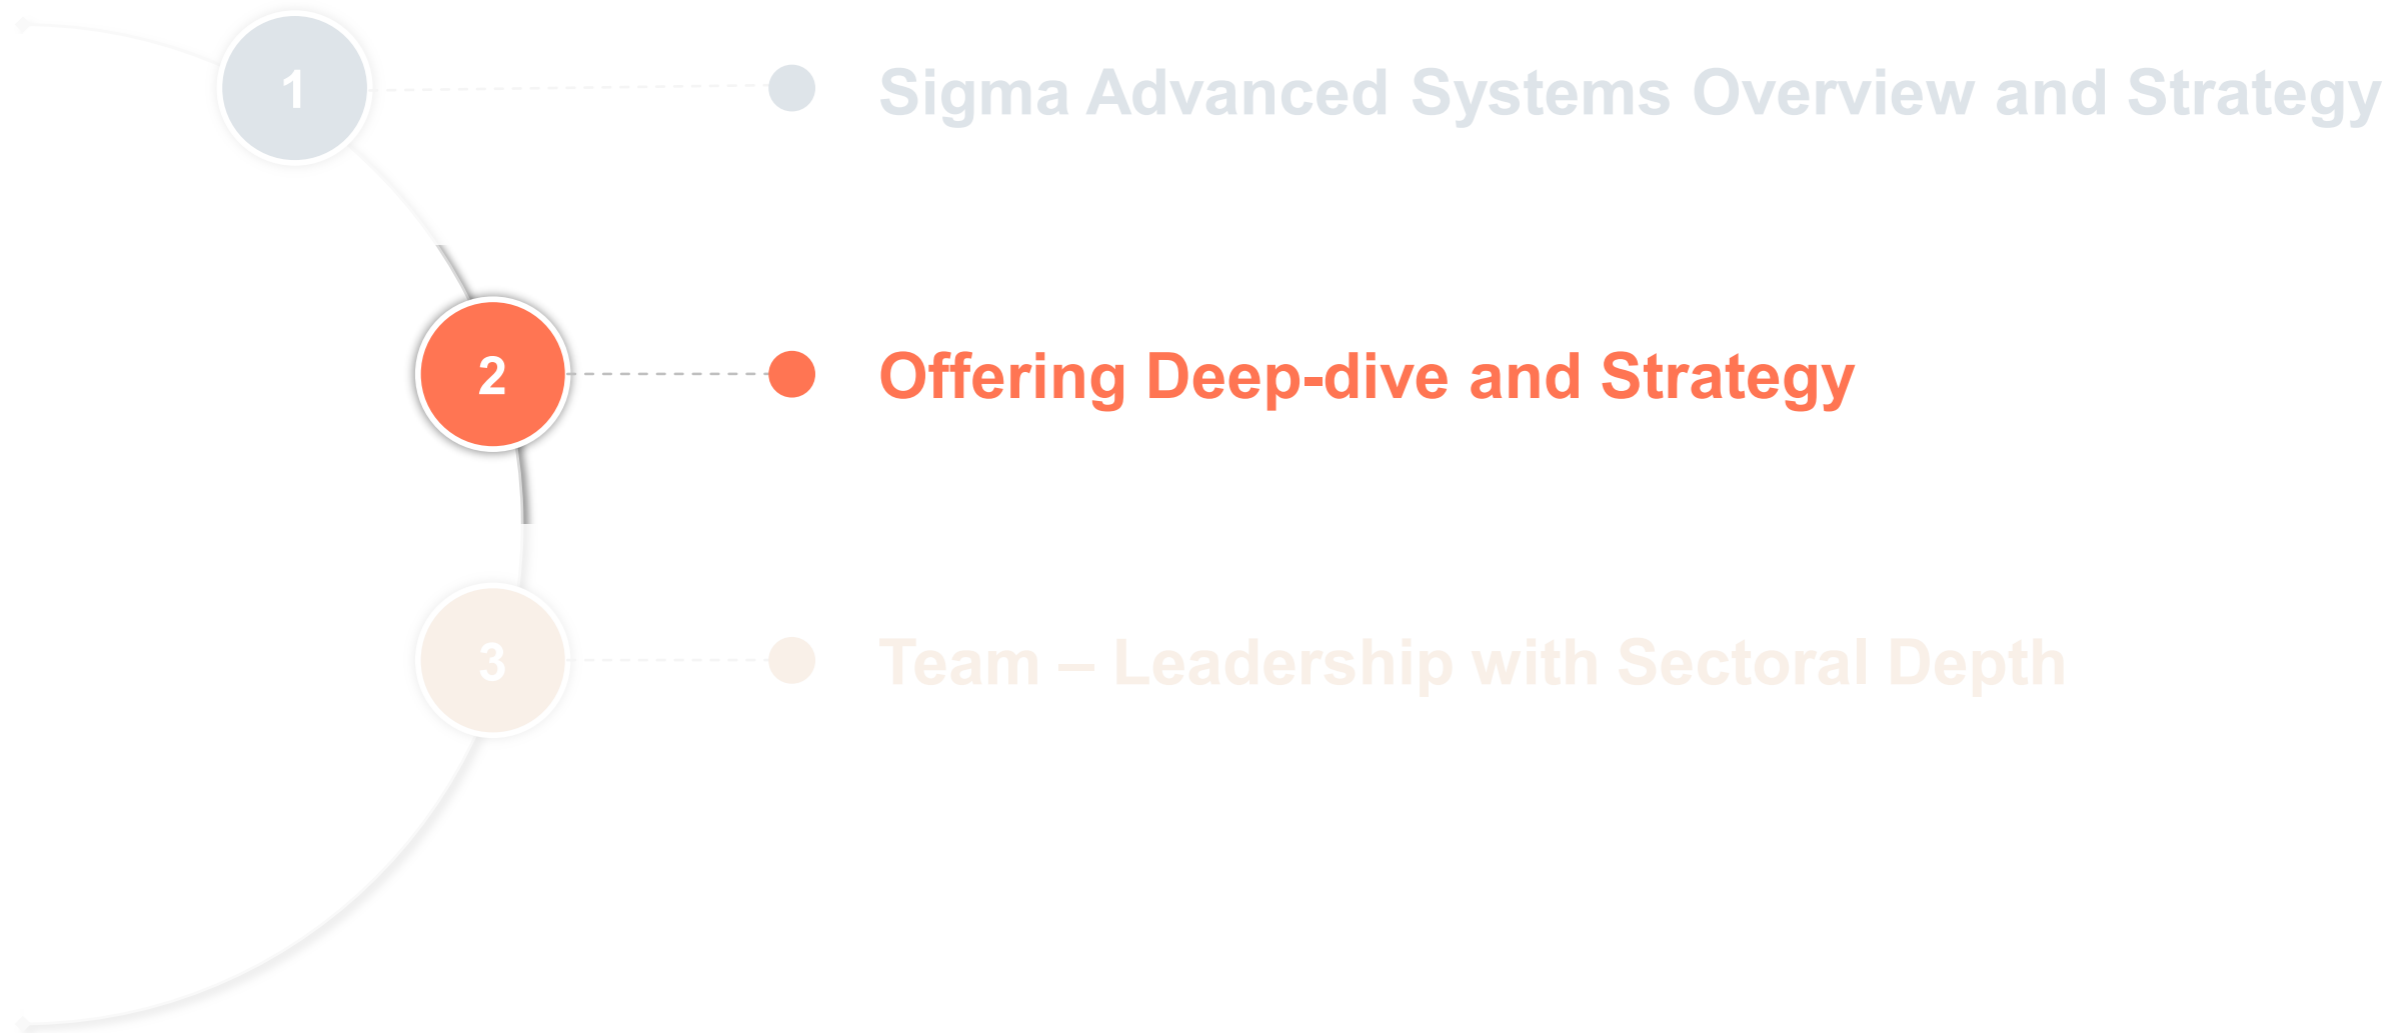 1
Sigma Advanced Systems Overview and Strategy
2
Offering Deep-dive and Strategy
3
Team – Leadership with Sectoral Depth